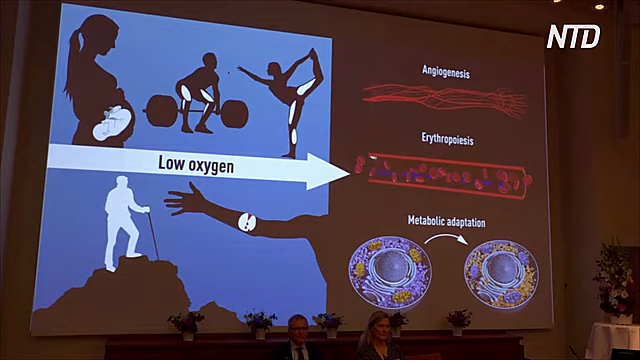 NTD
Angiogenesis
Erythropoiesis
Low oxygen
Metabolic adaptation